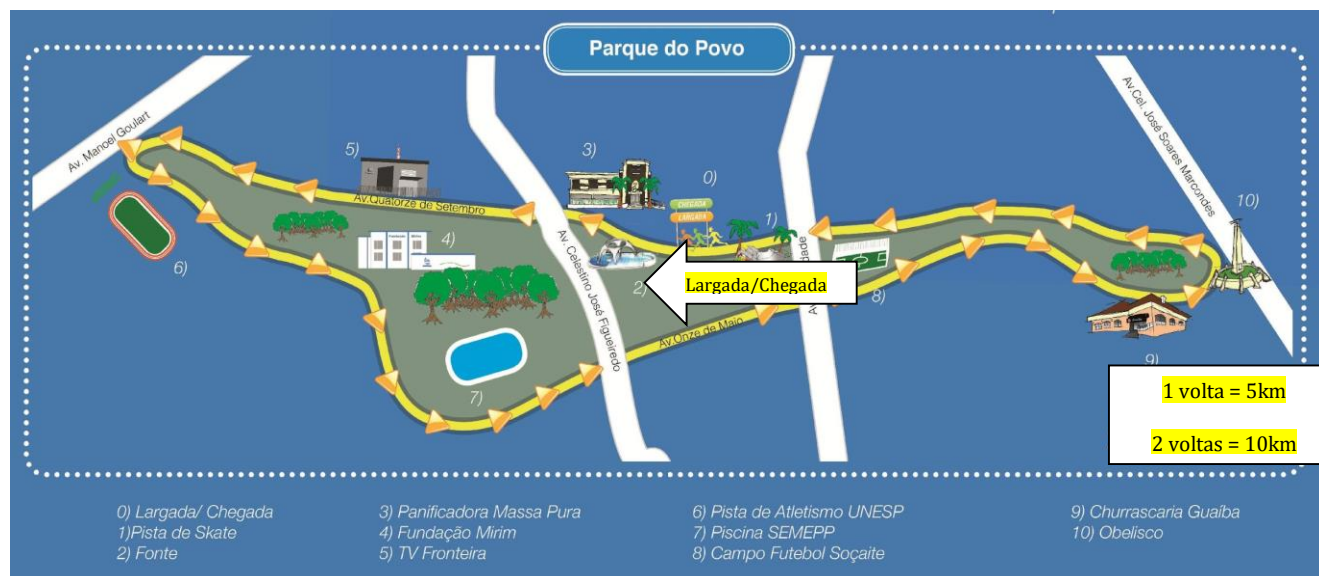 Parque do Povo
Av. Manoel Goulart
Av.Cel. José Soares Marcondes
5)
3)
0)
CHEGADA
LARGADA
1)
10)
Av.Quatorze de Setembro
4)
6)
Av. Celestino José Figueiredo
2)
Largada/Chegada
8)
Av.Onze de Maio
7)
9)
1 volta = 5km
2 voltas = 10km
0) Largada/ Chegada
1)Pista de Skate
2) Fonte
3) Panificadora Massa Pura
4) Fundação Mirim
5) TV Fronteira
6) Pista de Atletismo UNESP
7) Piscina SEMEPP
8) Campo Futebol Soçaite
9) Churrascaria Guaíba
10) Obelisco